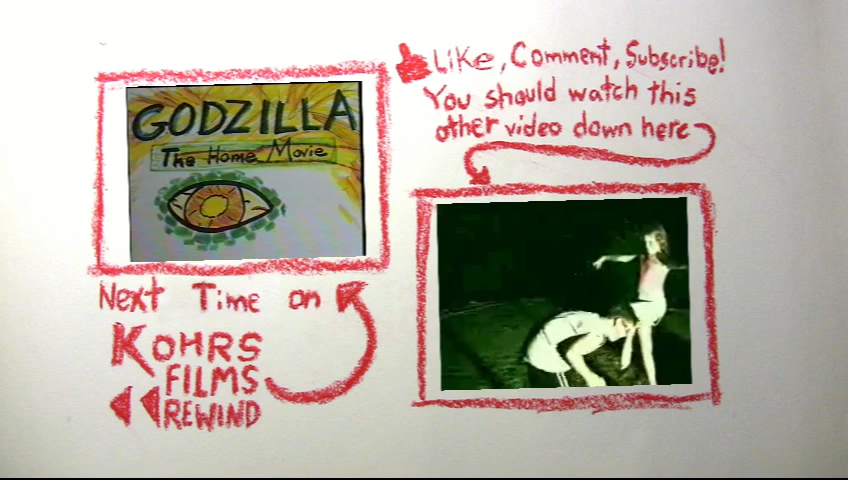 GODZILLA
The Home Movie
Next Time on
KOHRS
FILMS
REWIND
Like, Comment, Subscribe!
You should watch this
other video down here